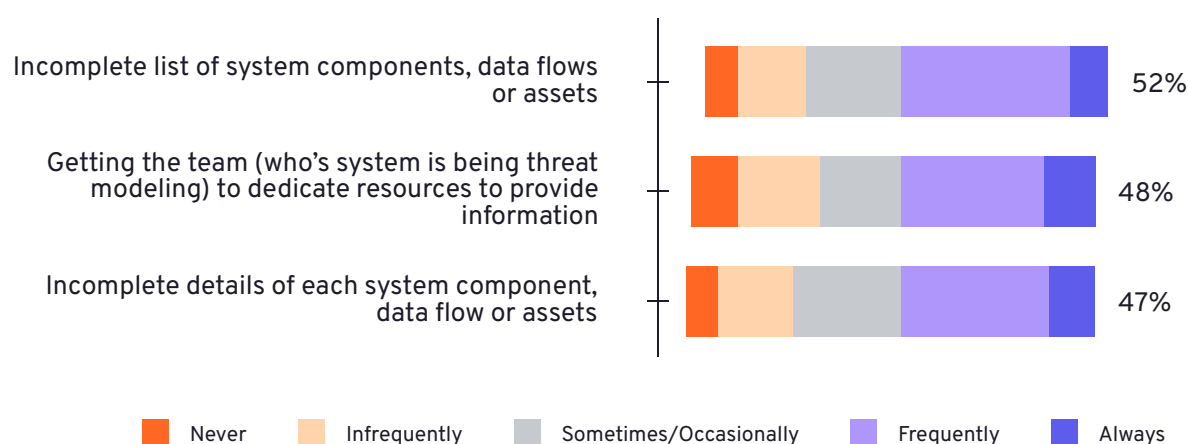 Incomplete list of system components, data flows
or assets
52%
Getting the team (who's system is being threat
modeling) to dedicate resources to provide
information
48%
Incomplete details of each system component,
data flow or assets
47%
Never Infrequently Sometimes/Occasionally Frequently Always